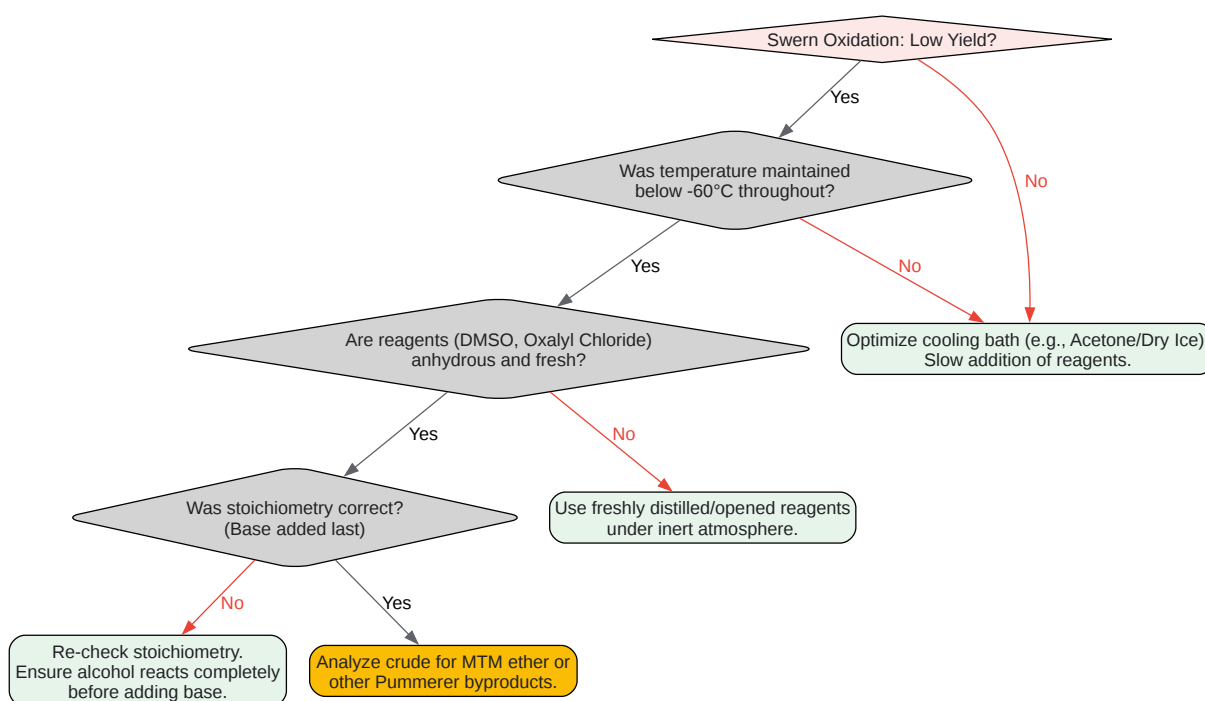 Swern Oxidation: Low Yield?
Yes
No
Was temperature maintained
below -60°C throughout?
Yes
No
Are reagents (DMSO, Oxalyl Chloride)
anhydrous and fresh?
Optimize cooling bath (e.g., Acetone/Dry Ice)
Slow addition of reagents.
Yes
No
Was stoichiometry correct?
(Base added last)
Use freshly distilled/opened reagents
under inert atmosphere.
No
Yes
Re-check stoichiometry.
Ensure alcohol reacts completely
before adding base.
Analyze crude for MTM ether or
other Pummerer byproducts.